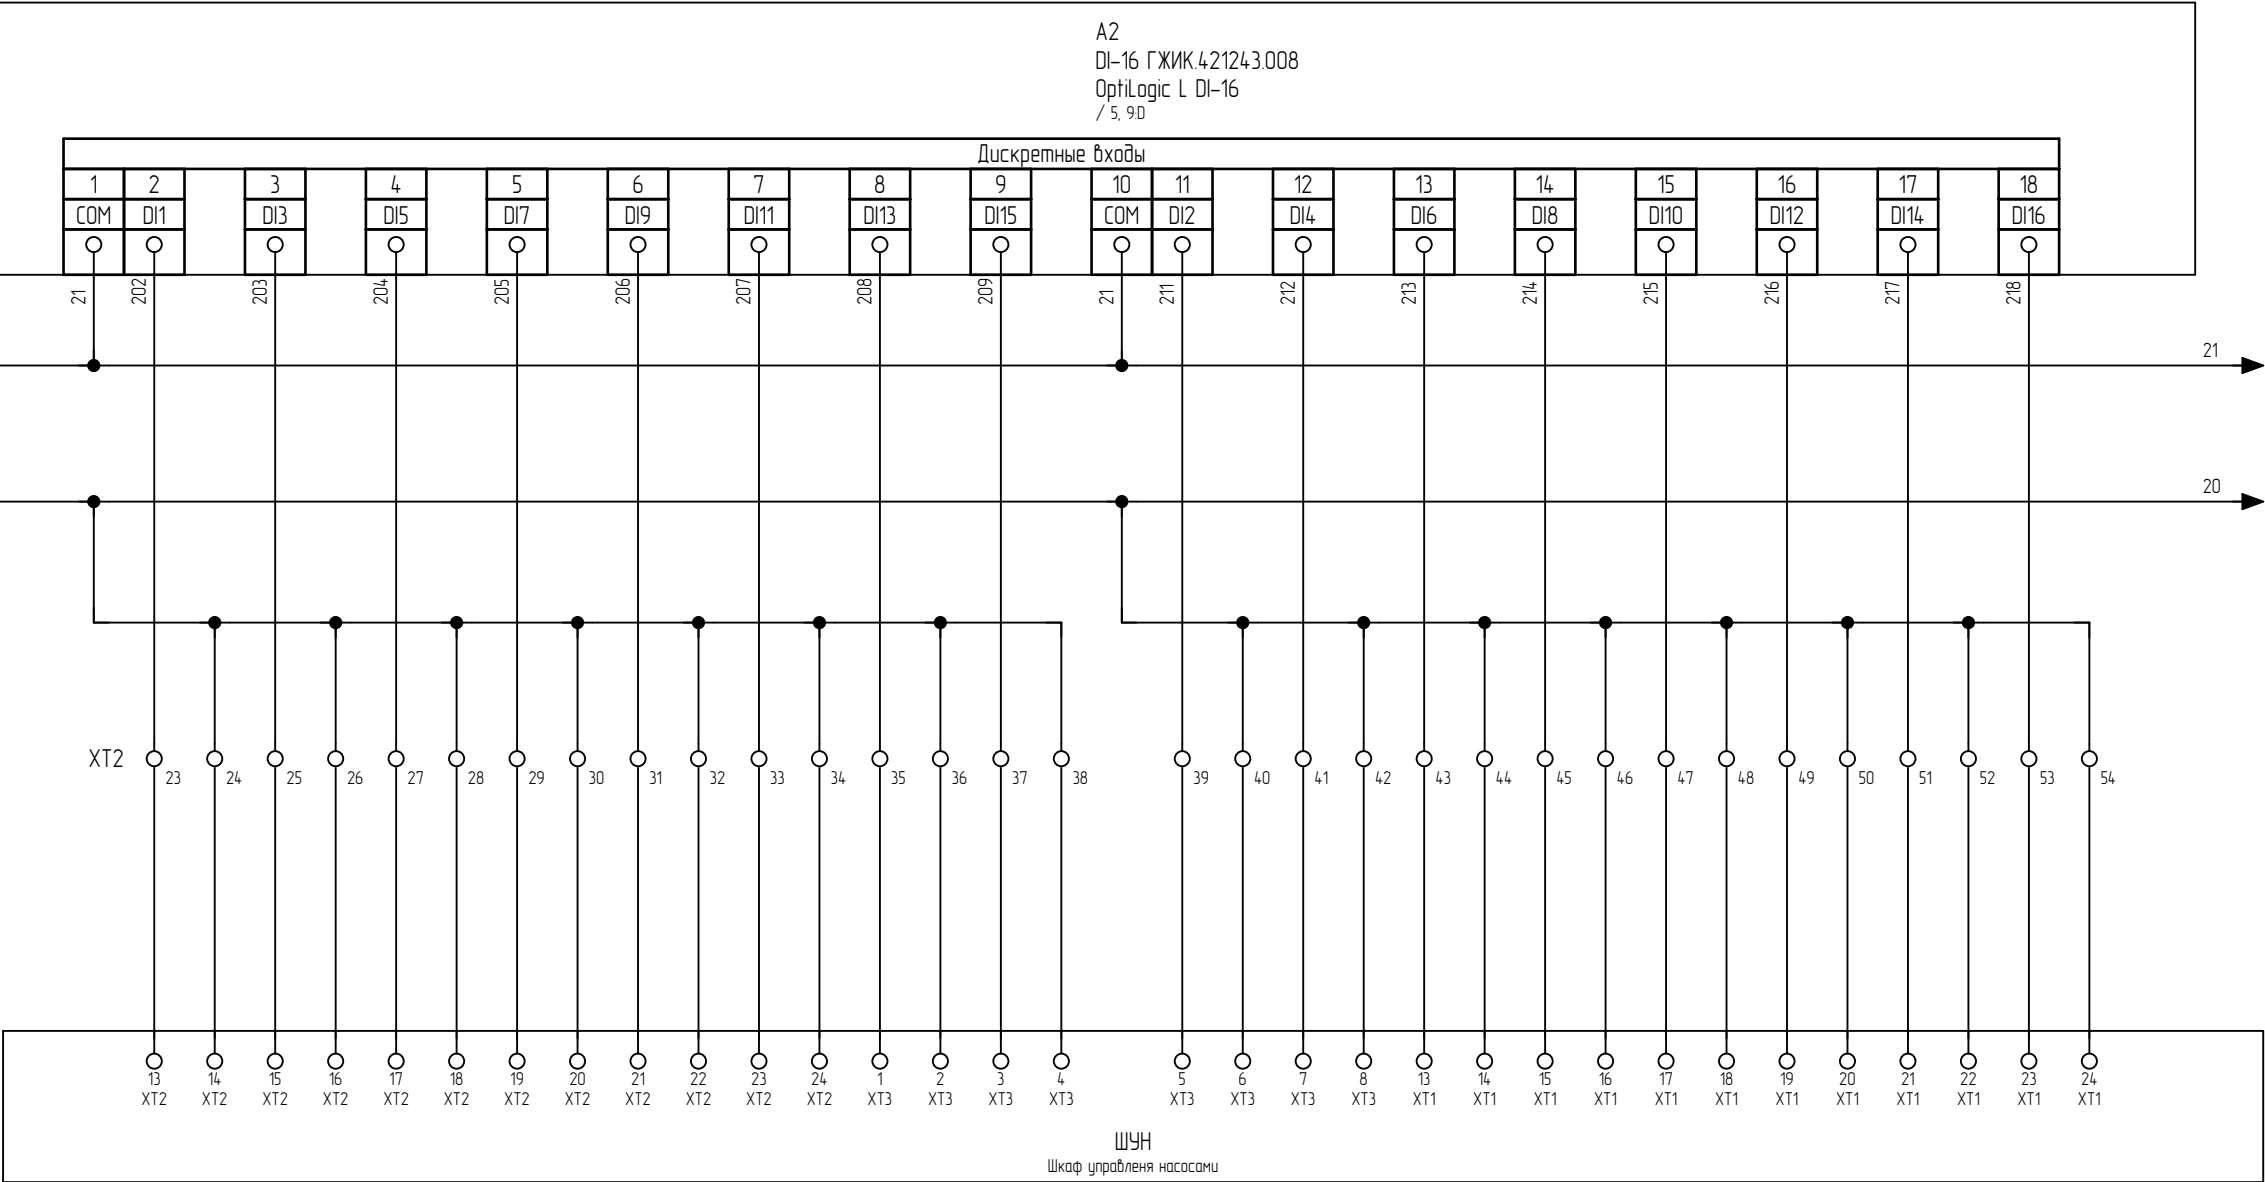 A2
DI-16 ГЖИК.421243.008
OptiLogic L DI-16
/ 5, 9:D
Дискретные входы
1 2 3 4 5 6 7 8 9 10 11 12 13 14 15 16 17 18
COM DI1 DI3 DI5 DI7 DI9 DI11 DI13 DI15 COM DI2 DI4 DI6 DI8 DI10 DI12 DI14 DI16
21 202 203 204 205 206 207 208 209 21 211 212 213 214 215 216 217 218
21
20
XT2
23 24 25 26 27 28 29 30 31 32 33 34 35 36 37 38 39 40 41 42 43 44 45 46 47 48 49 50 51 52 53 54
13 14 15 16 17 18 19 20 21 22 23 24 1 2 3 4 5 6 7 8 13 14 15 16 17 18 19 20 21 22 23 24
XT2 XT2 XT2 XT2 XT2 XT2 XT2 XT2 XT2 XT2 XT2 XT2 XT3 XT3 XT3 XT3 XT3 XT3 XT3 XT3 XT1 XT1 XT1 XT1 XT1 XT1 XT1 XT1 XT1 XT1 XT1 XT1
ШУН
Шкаф управленя насосами